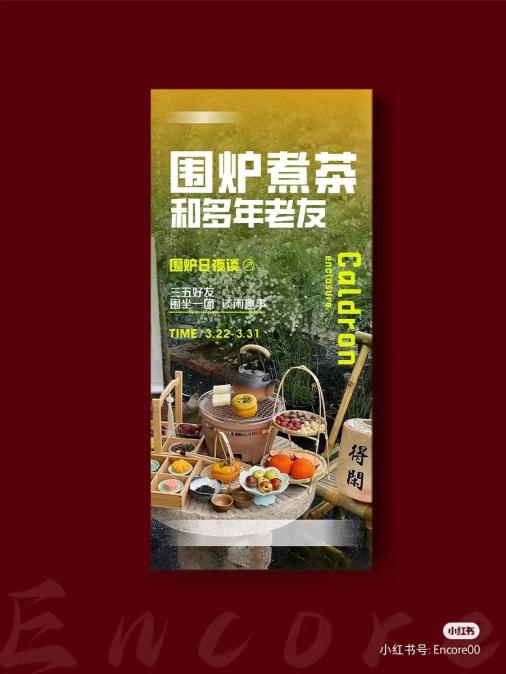 围炉煮茶
和多年老友
围炉日夜谈
三五好友
围坐一团 谈闲趣事
TIME/3.22-3.31
Caldron
enclosure
得閑
Encore
小红书
小红书号: Encore00